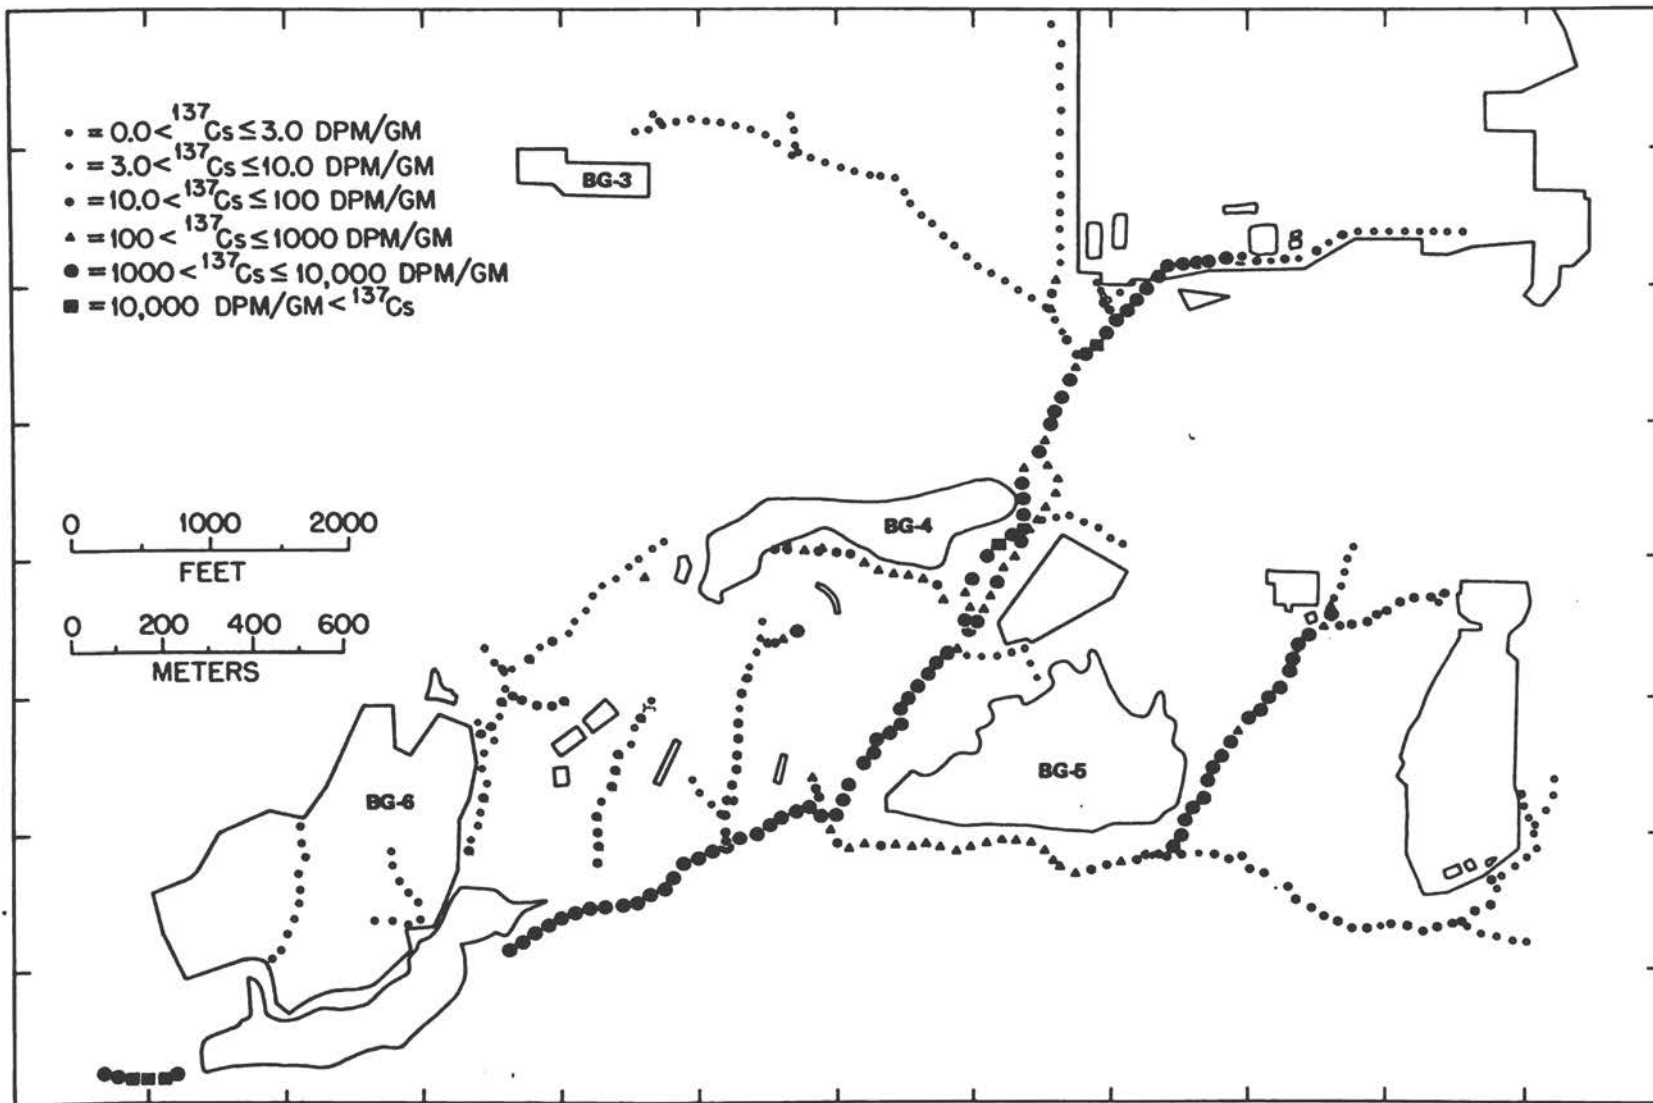 • = 0.0 < ¹³⁷Cs ≤ 3.0 DPM/GM
• = 3.0 < ¹³⁷Cs ≤ 10.0 DPM/GM
• = 10.0 < ¹³⁷Cs ≤ 100 DPM/GM
▲ = 100 < ¹³⁷Cs ≤ 1000 DPM/GM
● = 1000 < ¹³⁷Cs ≤ 10,000 DPM/GM
■ = 10,000 DPM/GM < ¹³⁷Cs
BG-3
0 1000 2000
FEET
BG-4
0 200 400 600
METERS
BG-5
BG-6